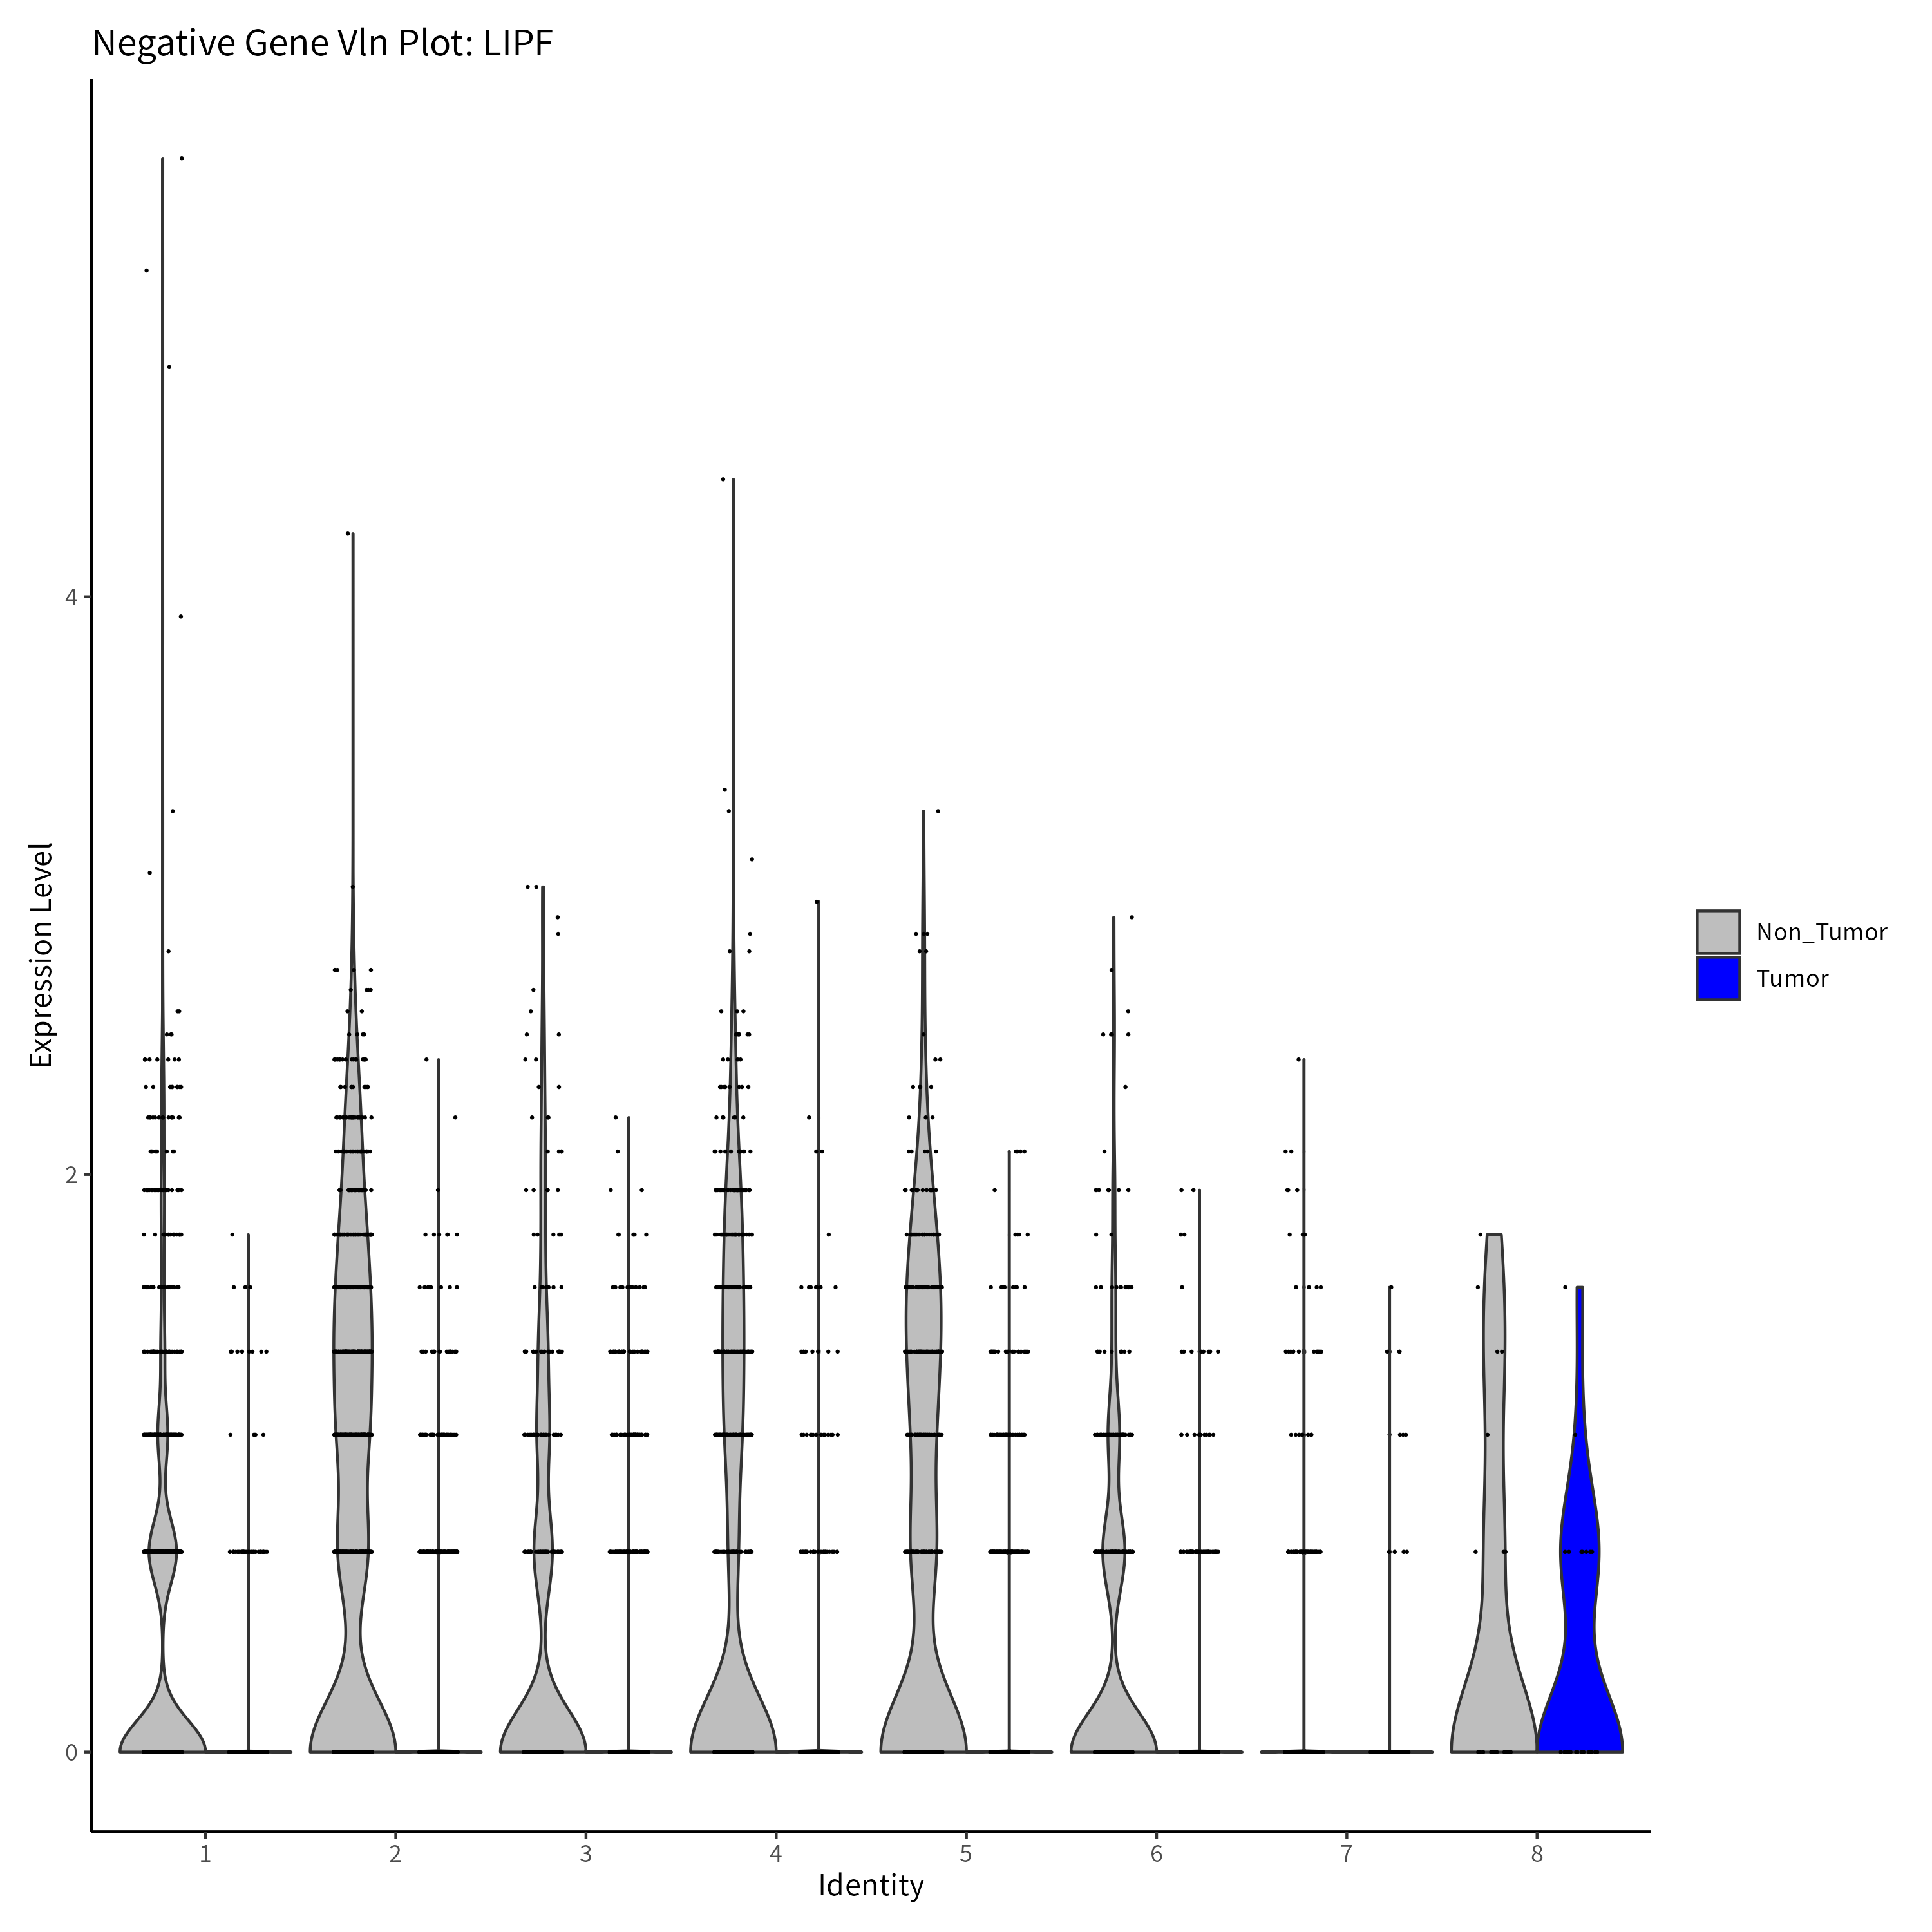 Negative Gene Vln Plot: LIPF
Expression Level
4
2
0
1 2 3 4 5 6 7 8
Identity
Non_Tumor
Tumor